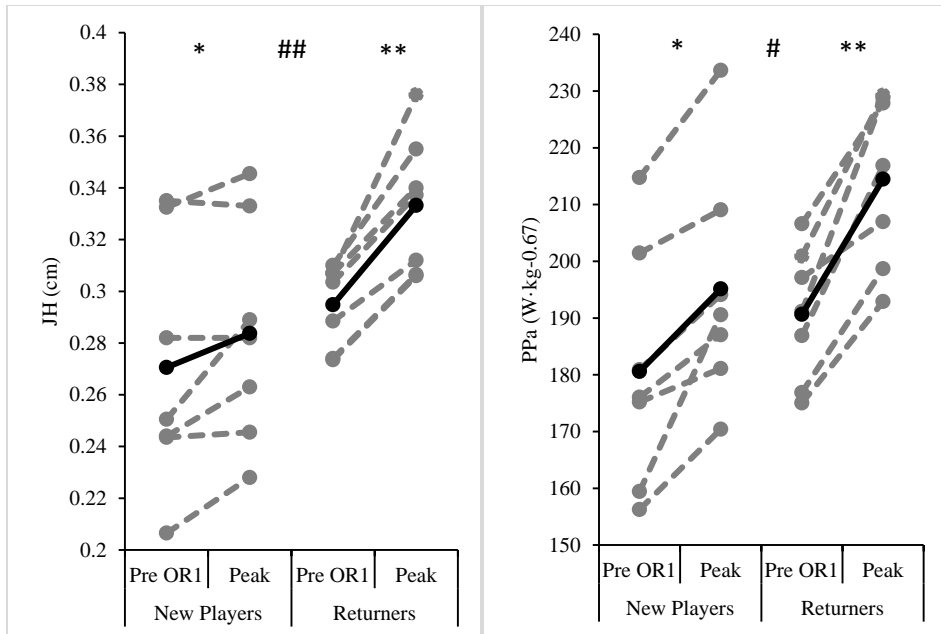 * ## **
JH (cm)
0.4
0.38
0.36
0.34
0.32
0.3
0.28
0.26
0.24
0.22
0.2
Pre OR1 Peak Pre OR1 Peak
New Players Returners
* # **
PPa (W·kg-0.67)
240
230
220
210
200
190
180
170
160
150
Pre OR1 Peak Pre OR1 Peak
New Players Returners